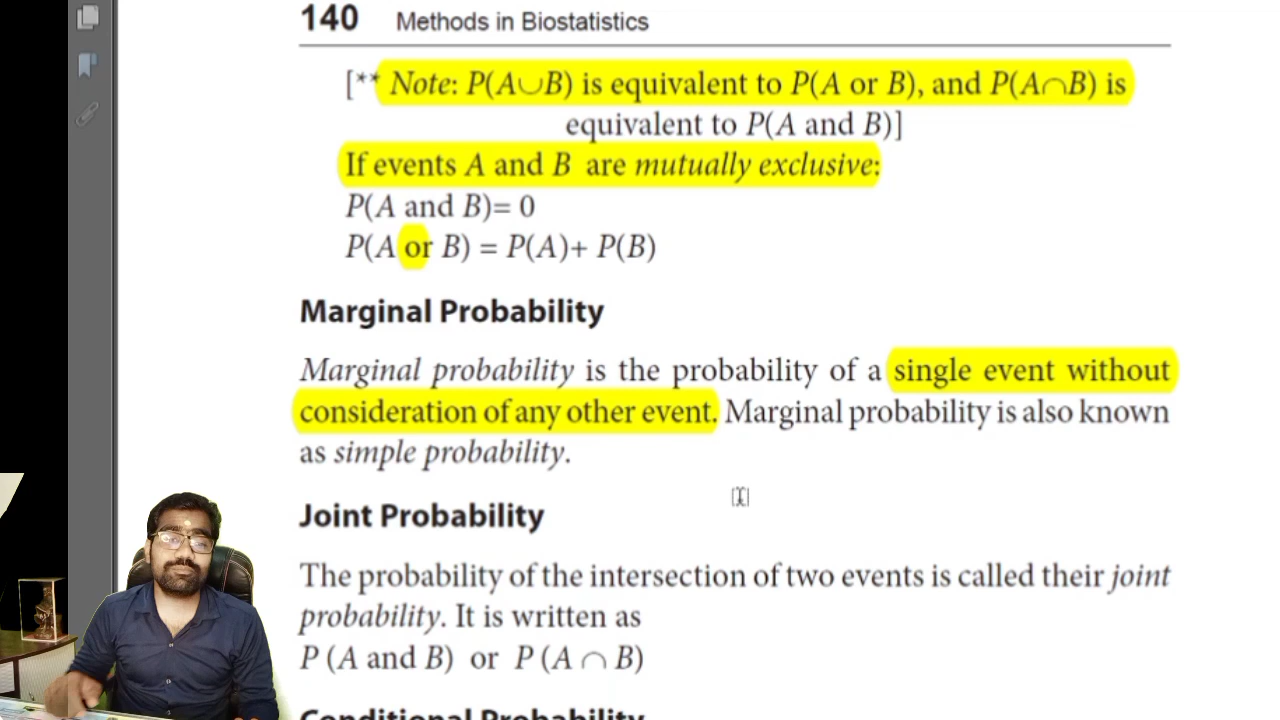 140 Methods in Biostatistics
[** Note: P(A∪B) is equivalent to P(A or B), and P(A∩B) is
equivalent to P(A and B)]
If events A and B are mutually exclusive:
P(A and B)= 0
P(A or B) = P(A)+ P(B)
Marginal Probability
Marginal probability is the probability of a single event without
consideration of any other event. Marginal probability is also known
as simple probability.
Joint Probability
The probability of the intersection of two events is called their joint
probability. It is written as
P (A and B) or P (A ∩ B)
Conditional Probability